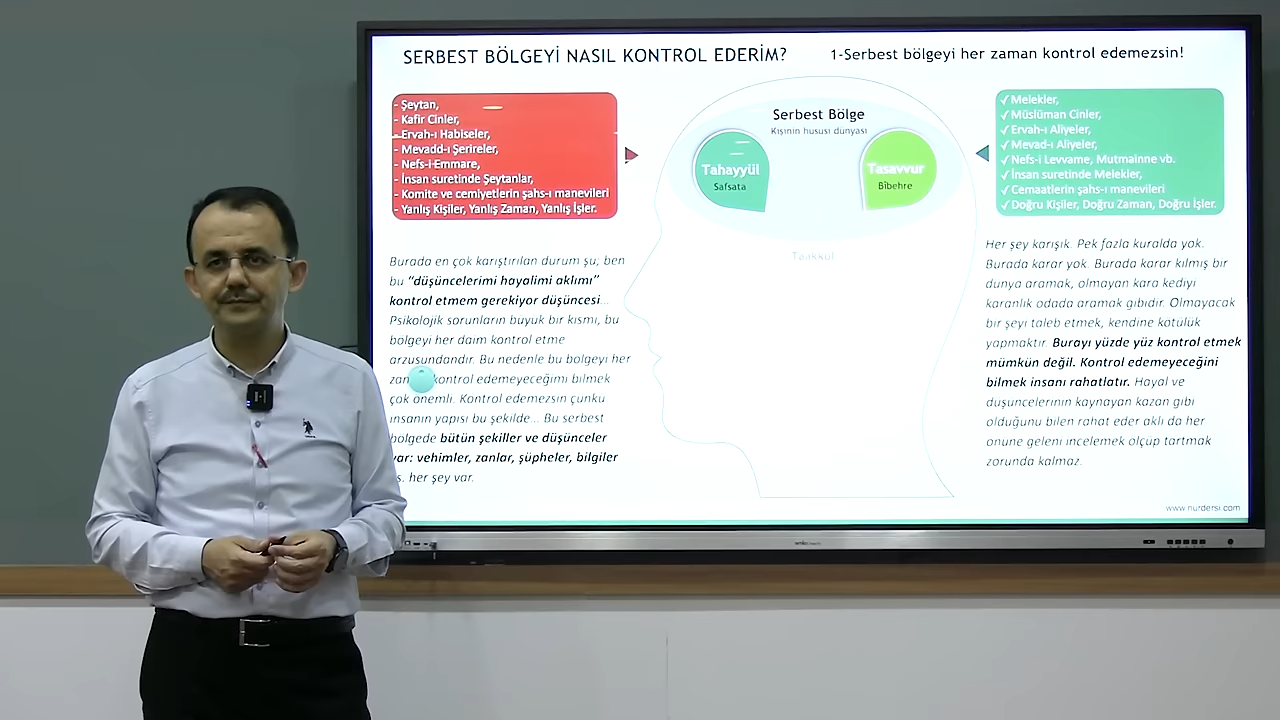 SERBEST BÖLGEYİ NASIL KONTROL EDERİM?
1-Serbest bölgeyi her zaman kontrol edemezsin!
- Şeytan,
- Kafir Cinler,
- Ervah-ı Habiseler,
- Mevadd-ı Şerireler,
- Nefs-i-Emmare,
- İnsan suretinde Şeytanlar,
- Komite ve cemiyetlerin şahs-ı manevileri
- Yanlış Kişiler, Yanlış Zaman, Yanlış İşler.
Serbest Bölge
Kişinin hususi dünyası
Tahayyül
Safsata
Tasavvur
Bîbehre
Taakkul
✓ Melekler,
✓ Müslüman Cinler,
✓ Ervah-ı Aliyeler,
✓ Mevad-ı Aliyeler,
✓ Nefs-i Levvame, Mutmainne vb.
✓ İnsan suretinde Melekler,
✓ Cemaatlerin şahs-ı manevileri
✓ Doğru Kişiler, Doğru Zaman, Doğru İşler.
Burada en çok karıştırılan durum şu; ben
bu "düşüncelerimi hayalimi aklımı"
kontrol etmem gerekiyor düşüncesi...
Psikolojik sorunların büyük bir kısmı, bu
bölgeyi her daim kontrol etme
arzusundandır. Bu nedenle bu bölgeyi her
kontrol edemeyeceğimi bilmek
çok önemli. Kontrol edemezsin çünkü
insanın yapısı bu şekilde... Bu serbest
bölgede bütün şekiller ve düşünceler
var: vehimler, zanlar, şüpheler, bilgiler
her şey var.
Her şey karışık. Pek fazla kuralda yok.
Burada karar yok. Burada karar kılmış bir
dünya aramak, olmayan kara kediyi
karanlık odada aramak gibidir. Olmayacak
bir şeyi taleb etmek, kendine kötülük
yapmaktır. Burayı yüzde yüz kontrol etmek
mümkün değil. Kontrol edemeyeceğini
bilmek insanı rahatlatır. Hayal ve
düşüncelerinin kaynayan kazan gibi
olduğunu bilen rahat eder aklı da her
önüne geleni incelemek ölçüp tartmak
zorunda kalmaz.
www.nurdersi.com